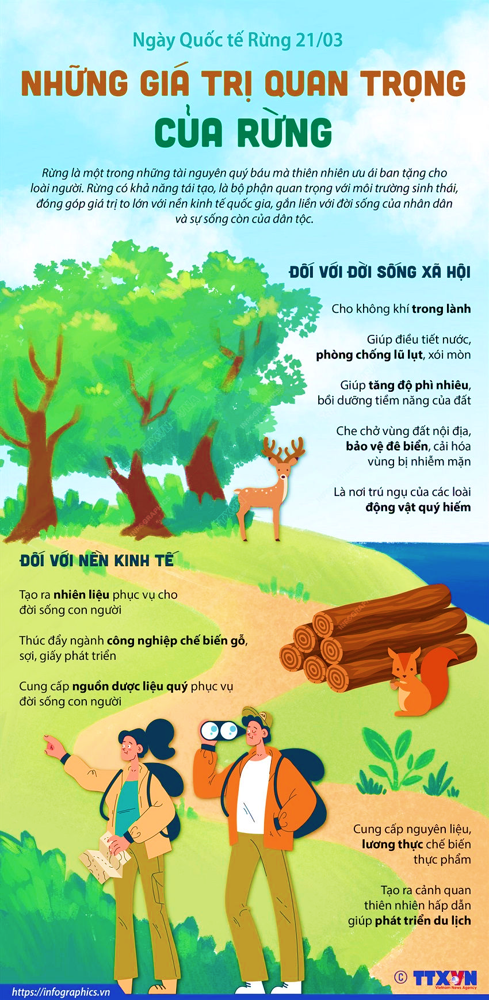 Ngày Quốc tế Rừng 21/03
NHỮNG GIÁ TRỊ QUAN TRỌNG
CỦA RỪNG
Rừng là một trong những tài nguyên quý báu mà thiên nhiên ưu ái ban tặng cho
loài người. Rừng có khả năng tái tạo, là bộ phận quan trọng với môi trường sinh thái,
đóng góp giá trị to lớn với nền kinh tế quốc gia, gắn liền với đời sống của nhân dân
và sự sống còn của dân tộc.
ĐỐI VỚI ĐỜI SỐNG XÃ HỘI
Cho không khí trong lành
Giúp điều tiết nước,
phòng chống lũ lụt, xói mòn
Giúp tăng độ phì nhiêu,
bồi dưỡng tiềm năng của đất
Che chở vùng đất nội địa,
bảo vệ đê biển, cải hóa
vùng bị nhiễm mặn
Là nơi trú ngụ của các loài
động vật quý hiếm
ĐỐI VỚI NỀN KINH TẾ
Tạo ra nhiên liệu phục vụ cho
đời sống con người
Thúc đẩy ngành công nghiệp chế biến gỗ,
sợi, giấy phát triển
Cung cấp nguồn dược liệu quý phục vụ
đời sống con người
Cung cấp nguyên liệu,
lương thực chế biến
thực phẩm
Tạo ra cảnh quan
thiên nhiên hấp dẫn
giúp phát triển du lịch
© TTXVN
Vietnam News Agency
https://infographics.vn